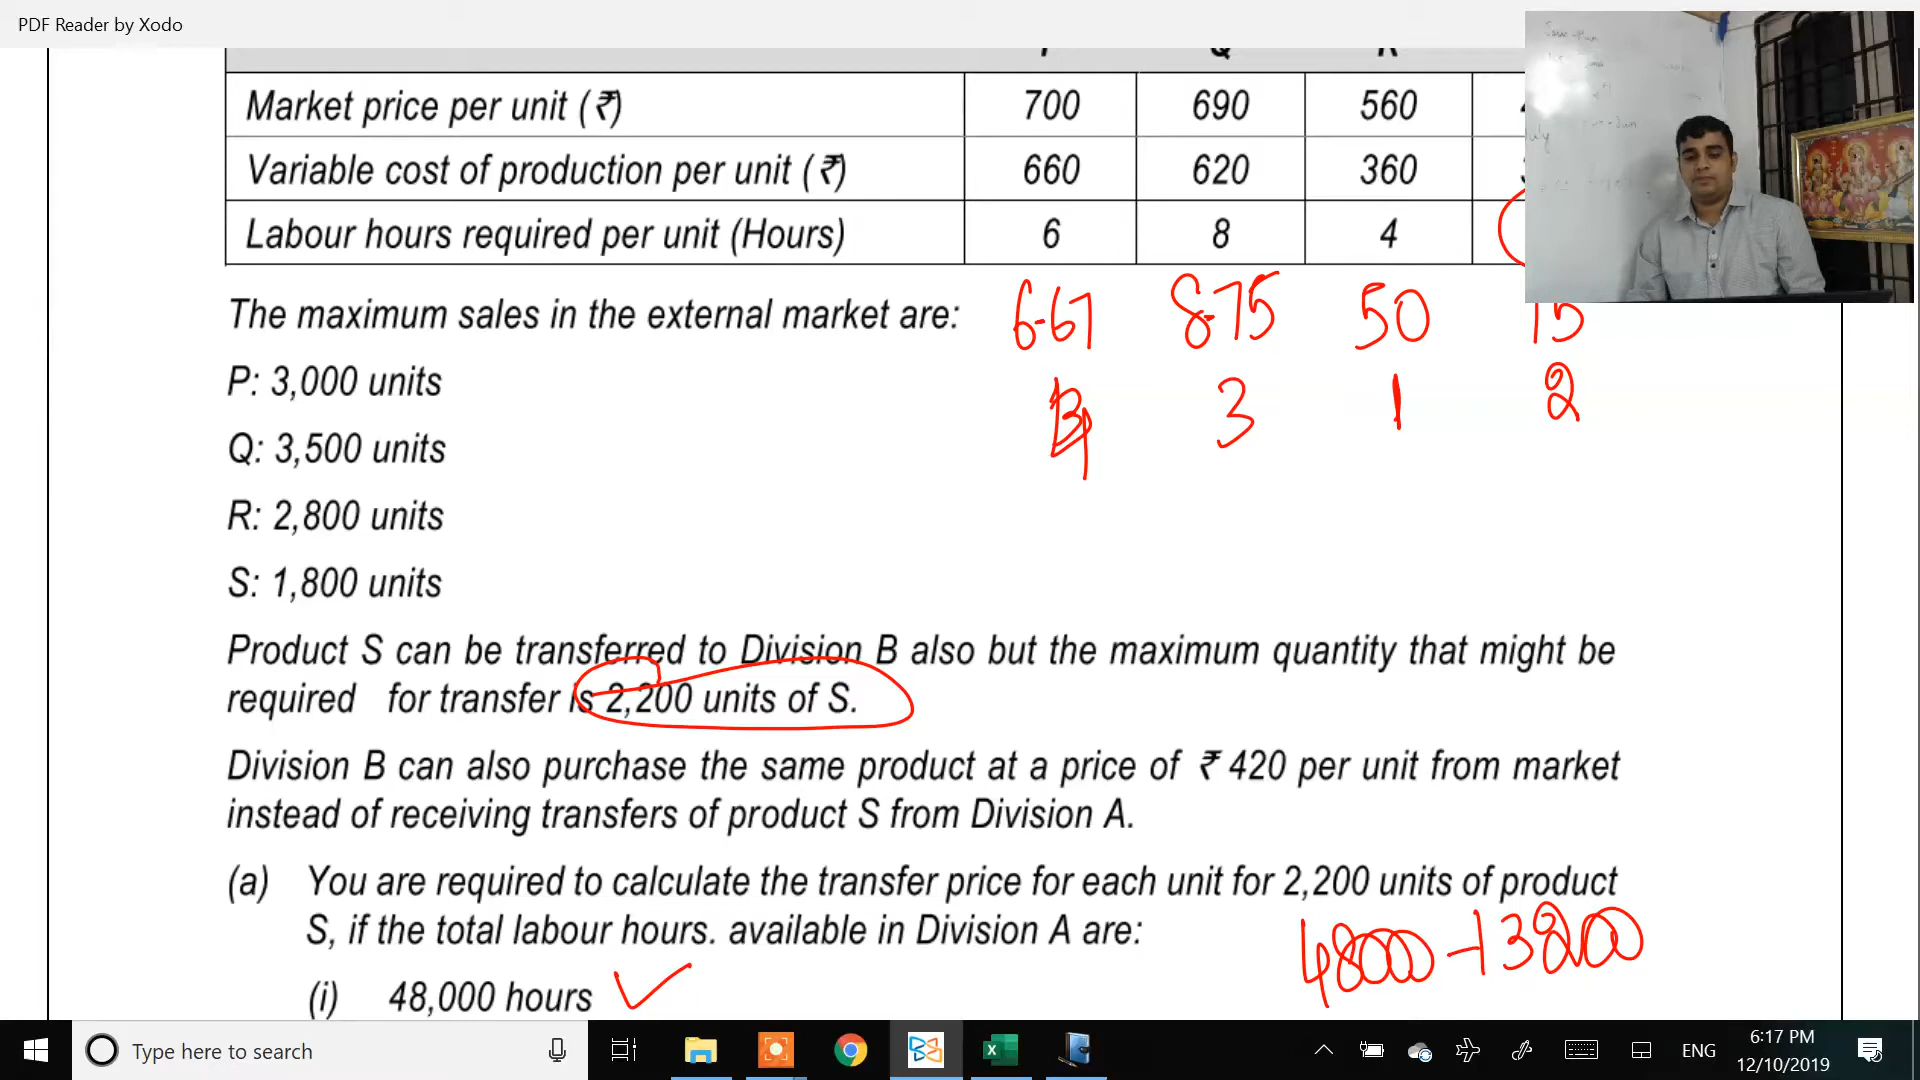 PDF Reader by Xodo
Market price per unit (₹) 700 690 560
Variable cost of production per unit (₹) 660 620 360
Labour hours required per unit (Hours) 6 8 4
The maximum sales in the external market are:
6.67 8.75 50 15
P: 3,000 units
4 3 1 2
Q: 3,500 units
R: 2,800 units
S: 1,800 units
Product S can be transferred to Division B also but the maximum quantity that might be
required for transfer is 2,200 units of S.
Division B can also purchase the same product at a price of ₹ 420 per unit from market
instead of receiving transfers of product S from Division A.
(a) You are required to calculate the transfer price for each unit for 2,200 units of product
S, if the total labour hours. available in Division A are:
48000 - 13200
(i) 48,000 hours
Type here to search
ENG
6:17 PM
12/10/2019